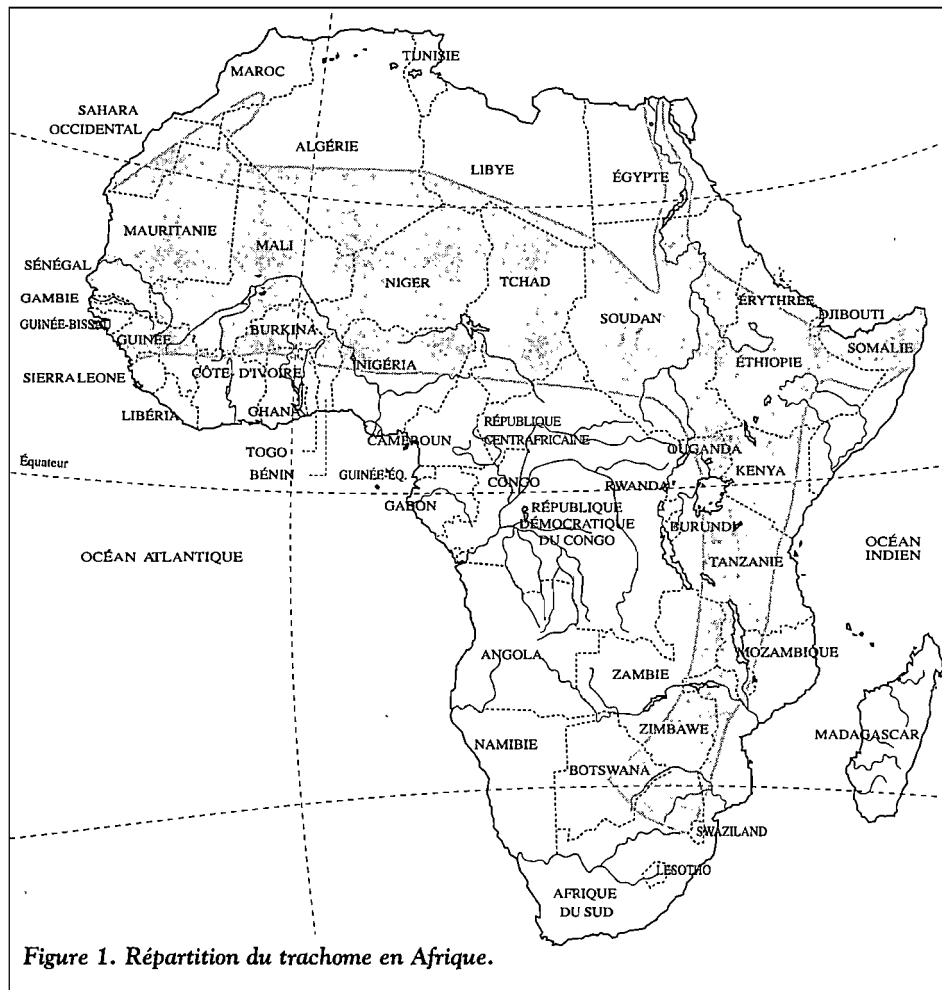 TUNISIE
MAROC
SAHARA
OCCIDENTAL
ALGÉRIE
LIBYE
ÉGYPTE
MAURITANIE
MALI
NIGER
TCHAD
SOUDAN
SÉNÉGAL
GAMBIE
GUINÉE-BISSAU
GUINÉE
BURKINA
ÉRYTHRÉE
DJIBOUTI
SOMALIE
ÉTHIOPIE
NIGÉRIA
SIERRA LEONE
CÔTE- D'IVOIRE
LIBÉRIA
GHANA
TOGO
BÉNIN
CAMEROUN
RÉPUBLIQUE
CENTRAFRICAINE
OUGANDA
KENYA
Équateur
GUINÉE-ÉQ.
GABON
CONGO
RWANDA
RÉPUBLIQUE
DÉMOCRATIQUE
DU CONGO
BURUNDI
TANZANIE
OCÉAN ATLANTIQUE
OCÉAN
INDIEN
ANGOLA
ZAMBIE
MOZAMBIQUE
NAMIBIE
ZIMBAWE
BOTSWANA
MADAGASCAR
SWAZILAND
LESOTHO
AFRIQUE
DU SUD
Figure 1. Répartition du trachome en Afrique.